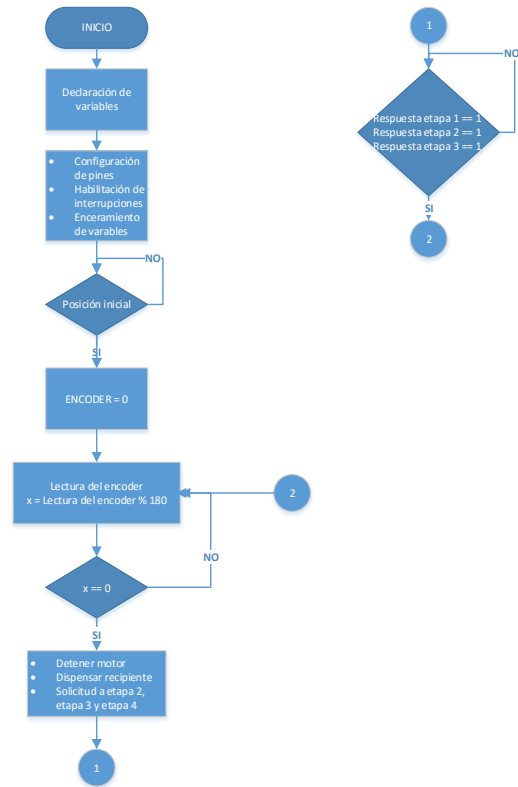 INICIO
Declaración de
variables
Configuración
de pines
Habilitación de
interrupciones
Enceramiento
de varables
NO
Posición inicial
SI
ENCODER = 0
Lectura del encoder
x = Lectura del encoder % 180
2
NO
x == 0
SI
Detener motor
Dispensar recipiente
Solicitud a etapa 2,
etapa 3 y etapa 4
1
1
NO
Respuesta etapa 1 == 1
Respuesta etapa 2 == 1
Respuesta etapa 3 == 1
SI
2